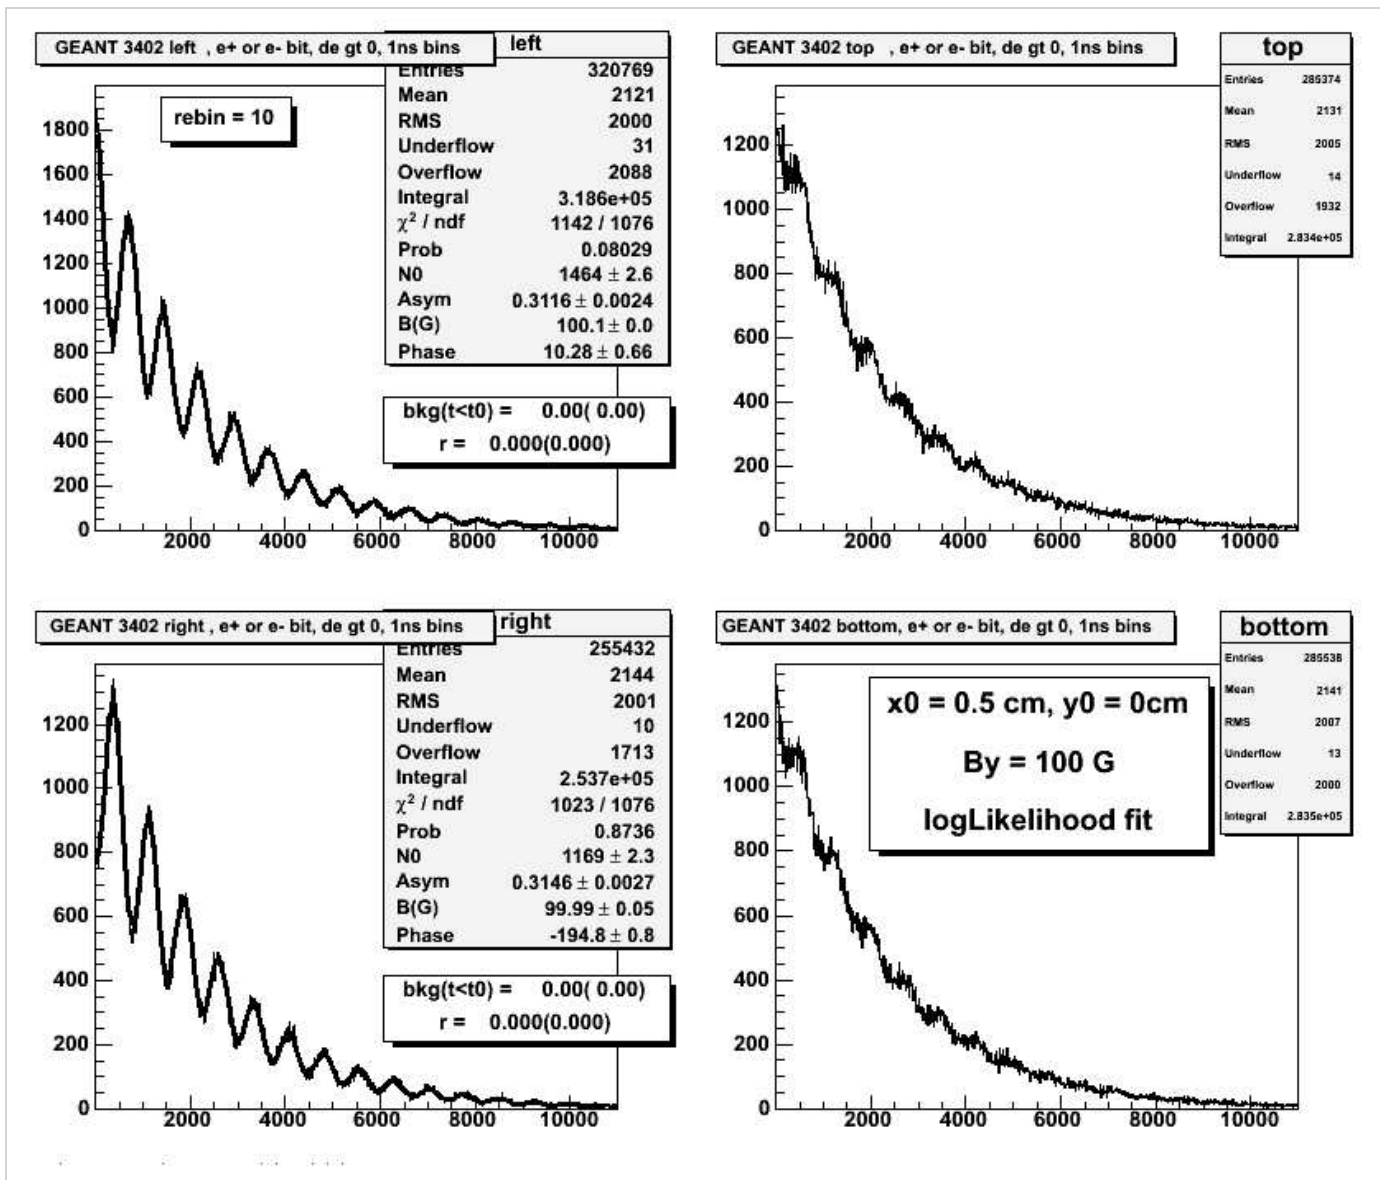 GEANT 3402 left , e+ or e- bit, de gt 0, 1ns bins
left
Entries 320769
Mean 2121
RMS 2000
Underflow 31
Overflow 2088
Integral 3.186e+05
χ² / ndf 1142 / 1076
Prob 0.08029
N0 1464 ± 2.6
Asym 0.3116 ± 0.0024
B(G) 100.1 ± 0.0
Phase 10.28 ± 0.66
rebin = 10
bkg(t<t0) = 0.00( 0.00)
r = 0.000(0.000)
1800
1600
1400
1200
1000
800
600
400
200
0
2000 4000 6000 8000 10000
GEANT 3402 top , e+ or e- bit, de gt 0, 1ns bins
top
Entries 285374
Mean 2131
RMS 2005
Underflow 14
Overflow 1932
Integral 2.834e+05
1200
1000
800
600
400
200
0
2000 4000 6000 8000 10000
GEANT 3402 right , e+ or e- bit, de gt 0, 1ns bins
right
Entries 255432
Mean 2144
RMS 2001
Underflow 10
Overflow 1713
Integral 2.537e+05
χ² / ndf 1023 / 1076
Prob 0.8736
N0 1169 ± 2.3
Asym 0.3146 ± 0.0027
B(G) 99.99 ± 0.05
Phase -194.8 ± 0.8
bkg(t<t0) = 0.00( 0.00)
r = 0.000(0.000)
1200
1000
800
600
400
200
0
2000 4000 6000 8000 10000
GEANT 3402 bottom, e+ or e- bit, de gt 0, 1ns bins
bottom
Entries 285538
Mean 2141
RMS 2007
Underflow 13
Overflow 2000
Integral 2.835e+05
x0 = 0.5 cm, y0 = 0cm
By = 100 G
logLikelihood fit
1200
1000
800
600
400
200
0
2000 4000 6000 8000 10000